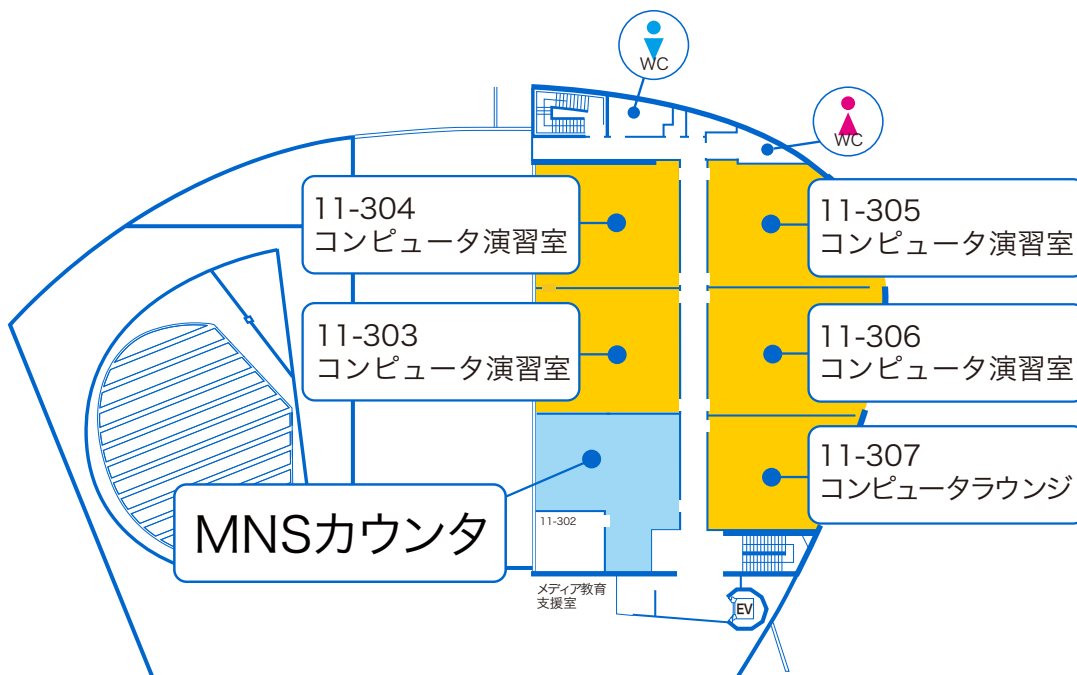 WC
WC
11-304
コンピュータ演習室
11-305
コンピュータ演習室
11-303
コンピュータ演習室
11-306
コンピュータ演習室
11-307
コンピュータラウンジ
MNSカウンタ
11-302
メディア教育
支援室
EV